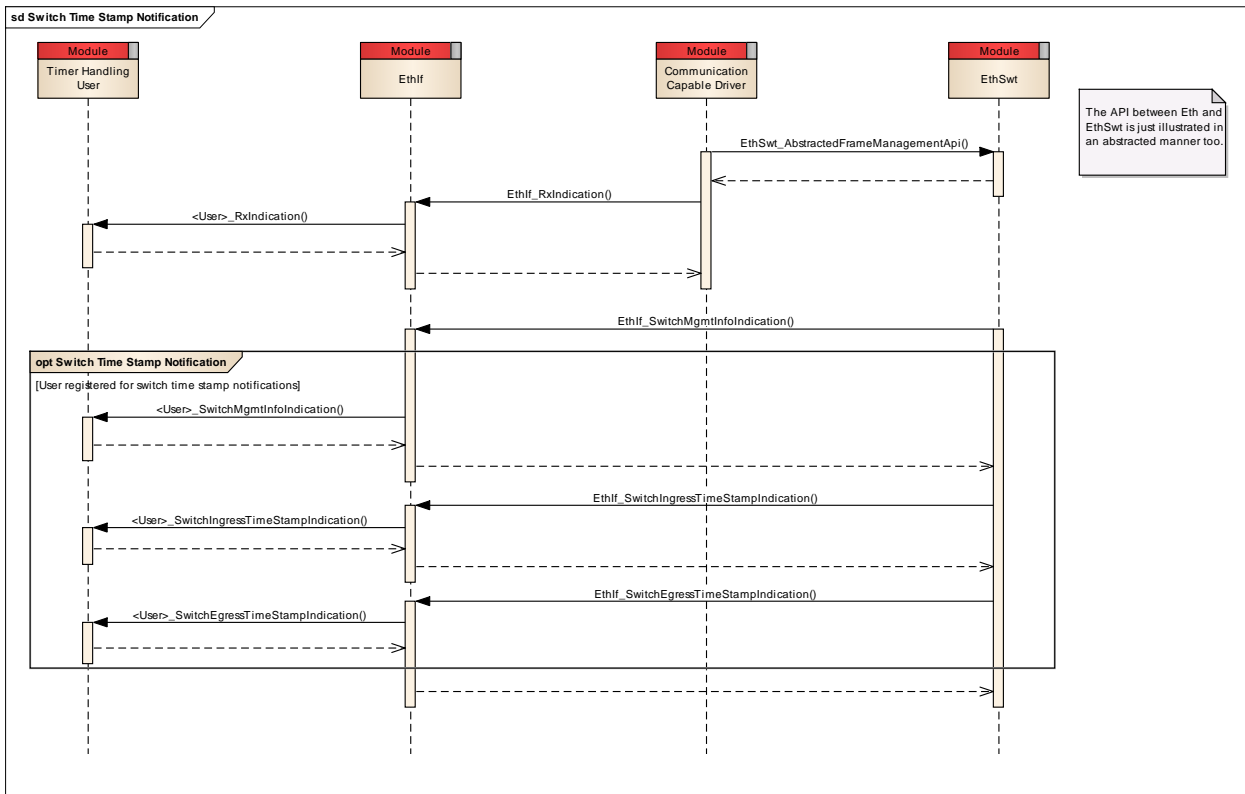 sd Switch Time Stamp Notification
Module
Module
Module
Module
Timer Handling
User
EthIf
Communication
Capable Driver
EthSwt
The API between Eth and
EthSwt is just illustrated in
an abstracted manner too.
EthSwt_AbstractedFrameManagementApi()
EthIf_RxIndication()
<User>_RxIndication()
EthIf_SwitchMgmtInfoIndication()
opt Switch Time Stamp Notification
[User registered for switch time stamp notifications]
<User>_SwitchMgmtInfoIndication()
EthIf_SwitchIngressTimeStampIndication()
<User>_SwitchIngressTimeStampIndication()
EthIf_SwitchEgressTimeStampIndication()
<User>_SwitchEgressTimeStampIndication()